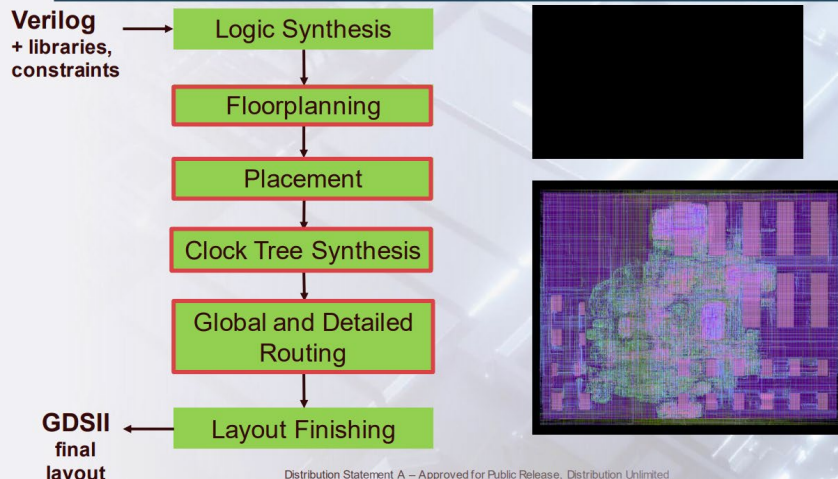 Verilog
+ libraries,
constraints
Logic Synthesis
Floorplanning
Placement
Clock Tree Synthesis
Global and Detailed
Routing
Layout Finishing
GDSII
final
layout
Distribution Statement A – Approved for Public Release, Distribution Unlimited